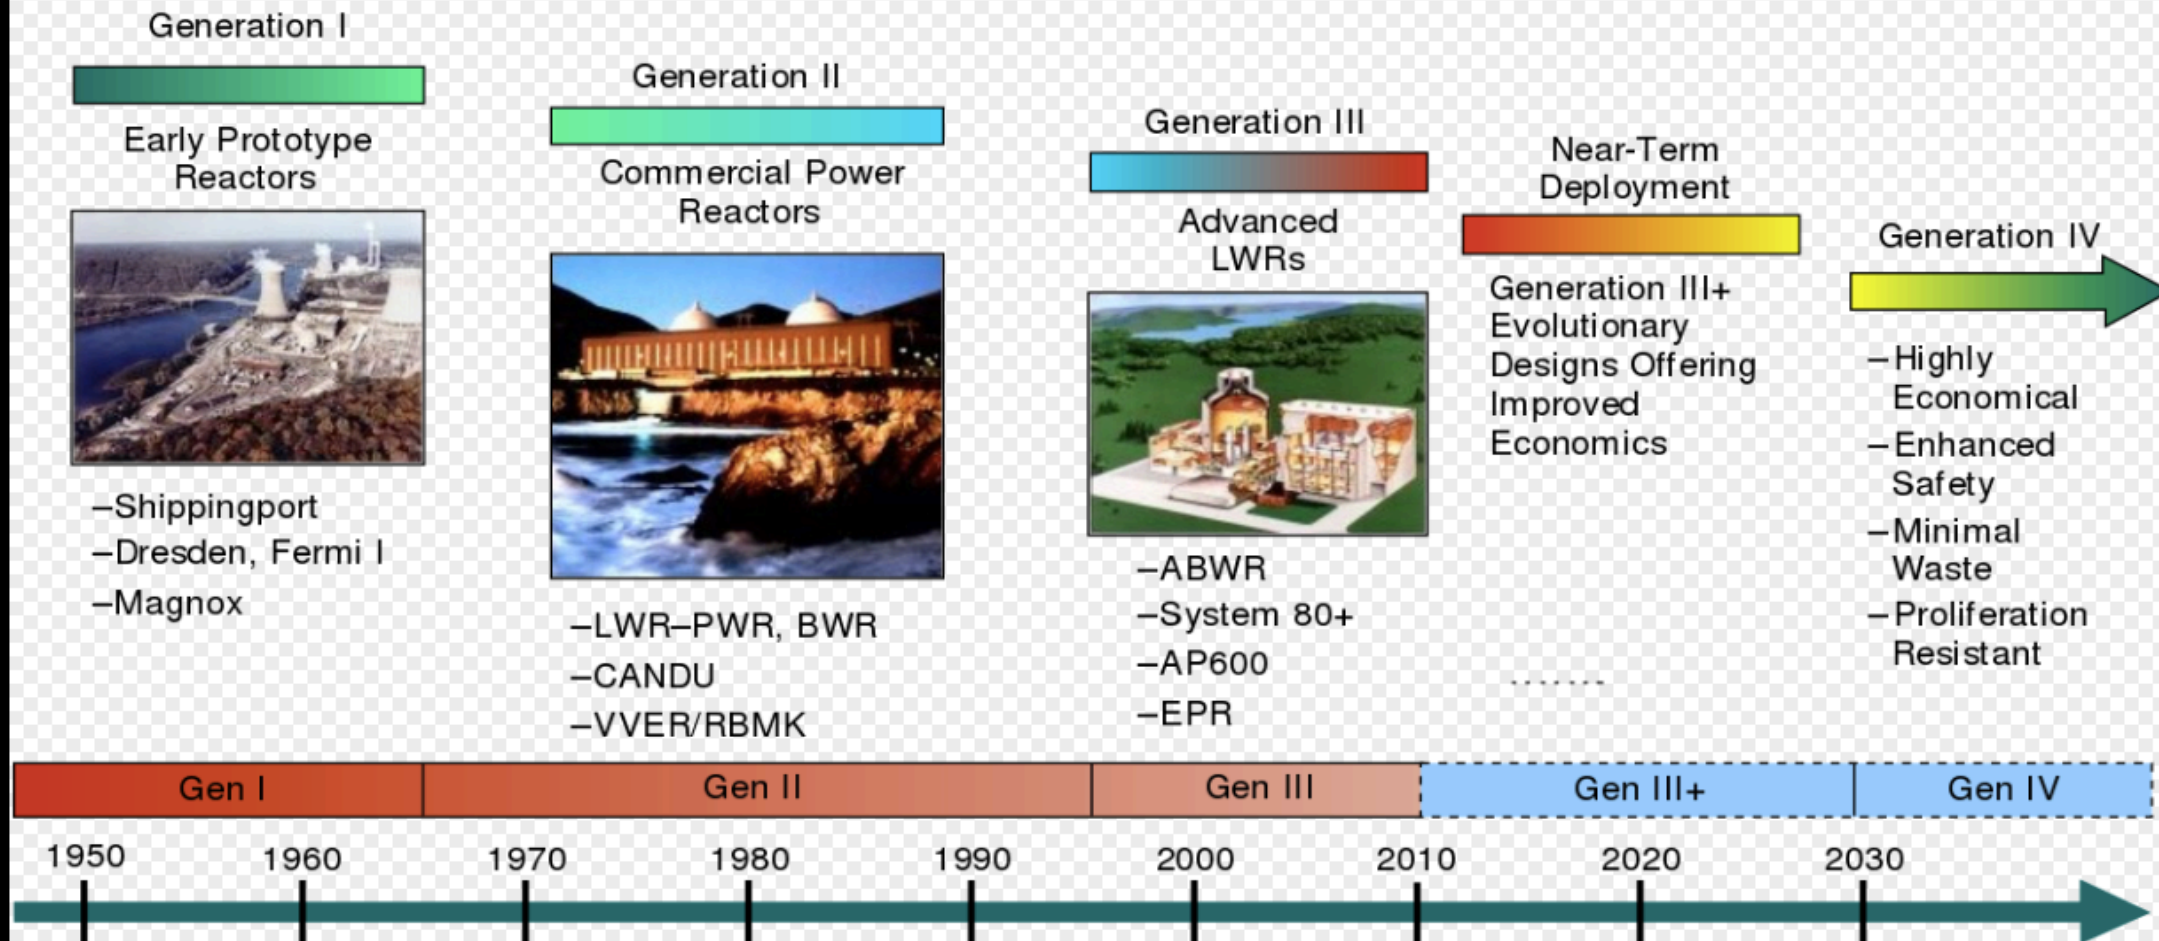 Generation I
Early Prototype
Reactors
–Shippingport
–Dresden, Fermi I
–Magnox
Generation II
Commercial Power
Reactors
–LWR–PWR, BWR
–CANDU
–VVER/RBMK
Generation III
Advanced
LWRs
–ABWR
–System 80+
–AP600
–EPR
Near-Term
Deployment
Generation III+
Evolutionary
Designs Offering
Improved
Economics
Generation IV
–Highly
Economical
–Enhanced
Safety
–Minimal
Waste
–Proliferation
Resistant
Gen I
Gen II
Gen III
Gen III+
Gen IV
1950
1960
1970
1980
1990
2000
2010
2020
2030